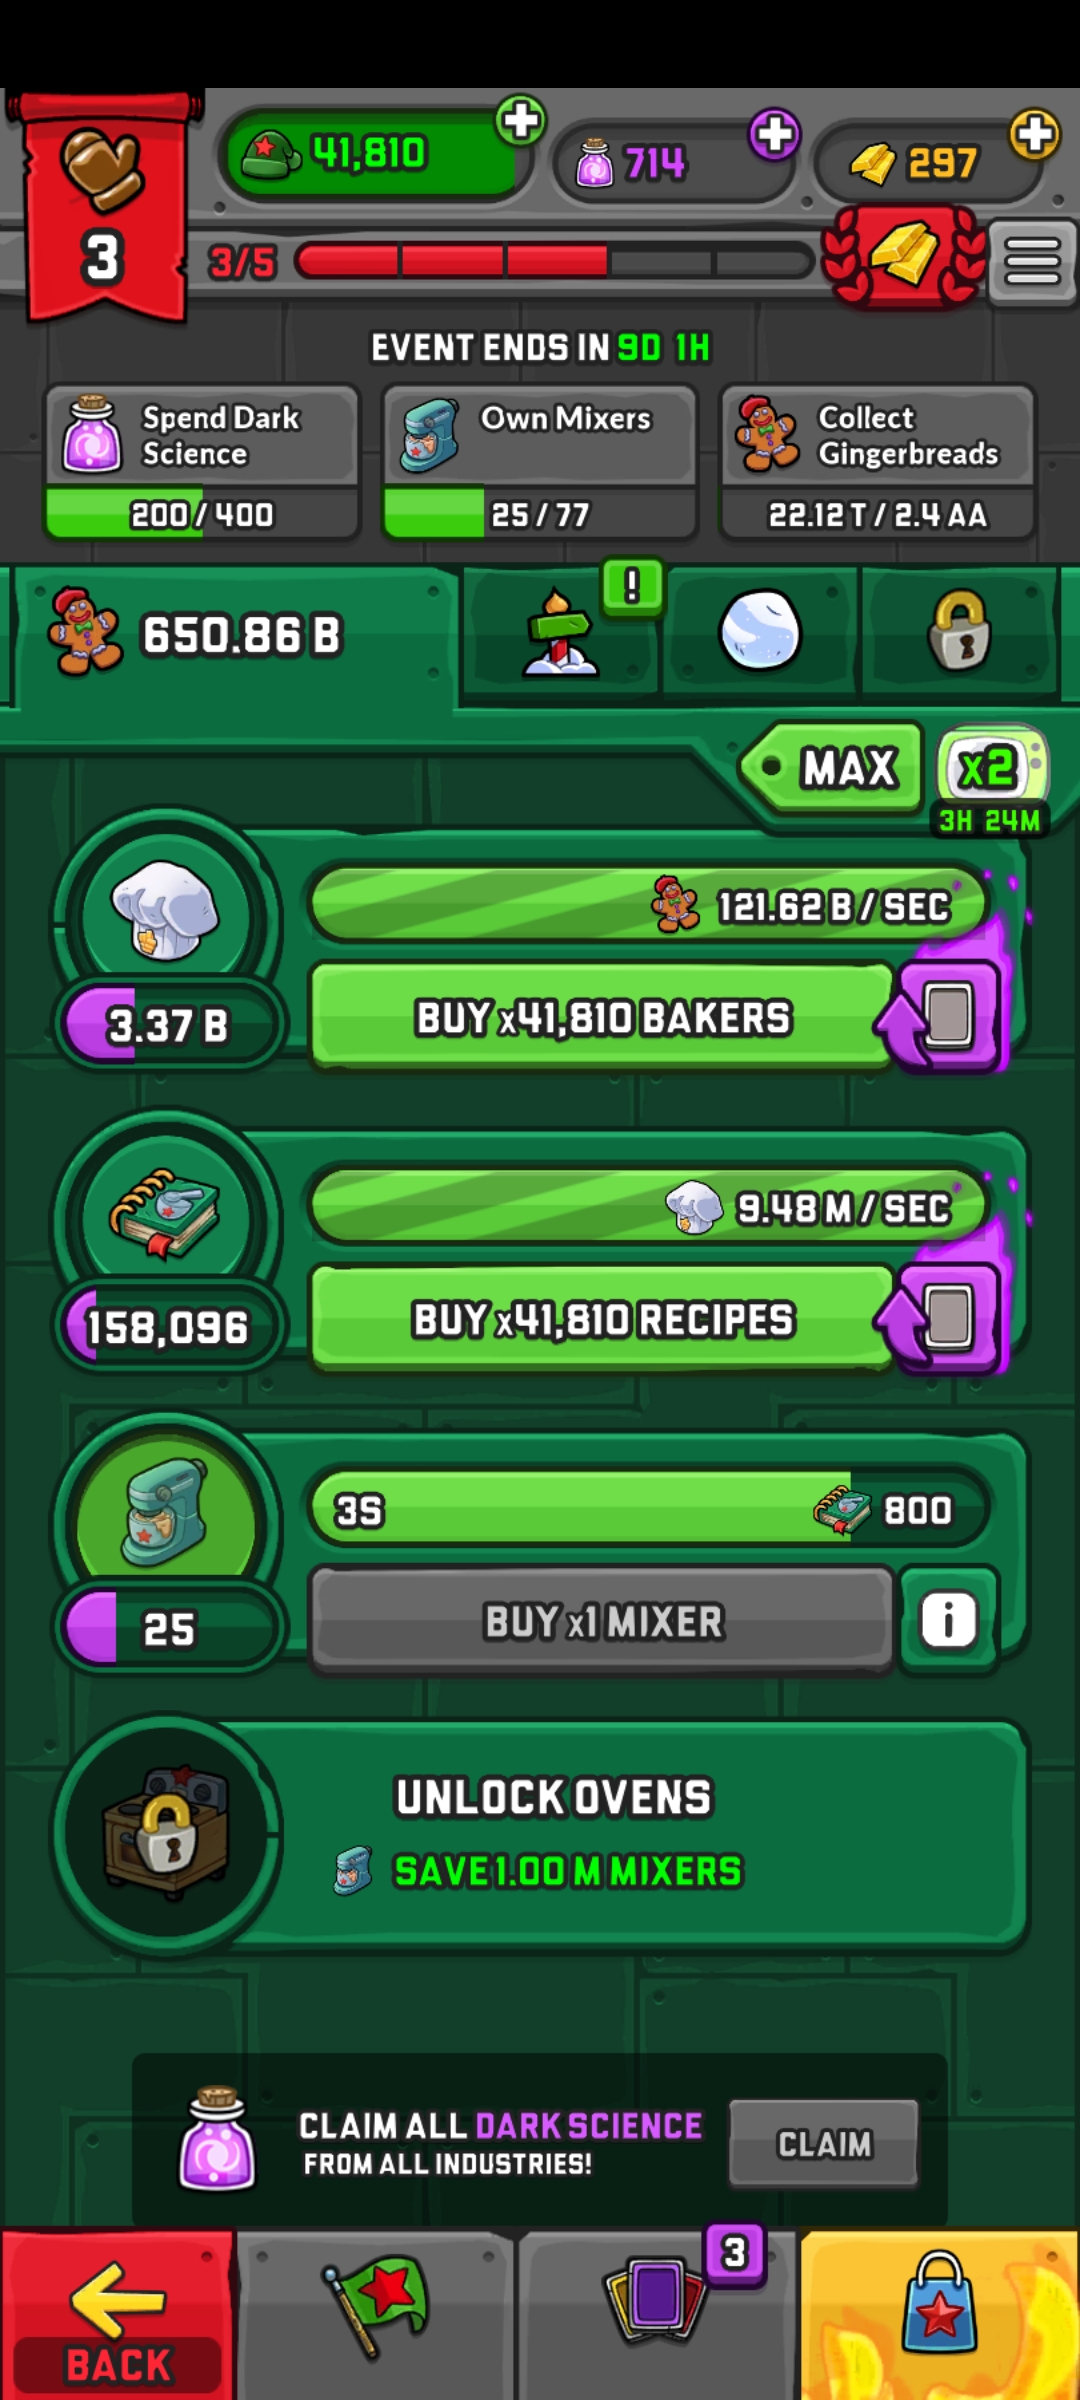 41,810
714
297
3
3/5
EVENT ENDS IN 9D 1H
Spend Dark
Science
200 / 400
Own Mixers
25 / 77
Collect
Gingerbreads
22.12 T / 2.4 AA
650.86 B
!
MAX
x2
3H 24M
121.62 B / SEC
3.37 B
BUY x41,810 BAKERS
9.48 M / SEC
158,096
BUY x41,810 RECIPES
3S
800
25
BUY x1 MIXER
i
UNLOCK OVENS
SAVE 1.00 M MIXERS
CLAIM ALL DARK SCIENCE
FROM ALL INDUSTRIES!
CLAIM
3
BACK